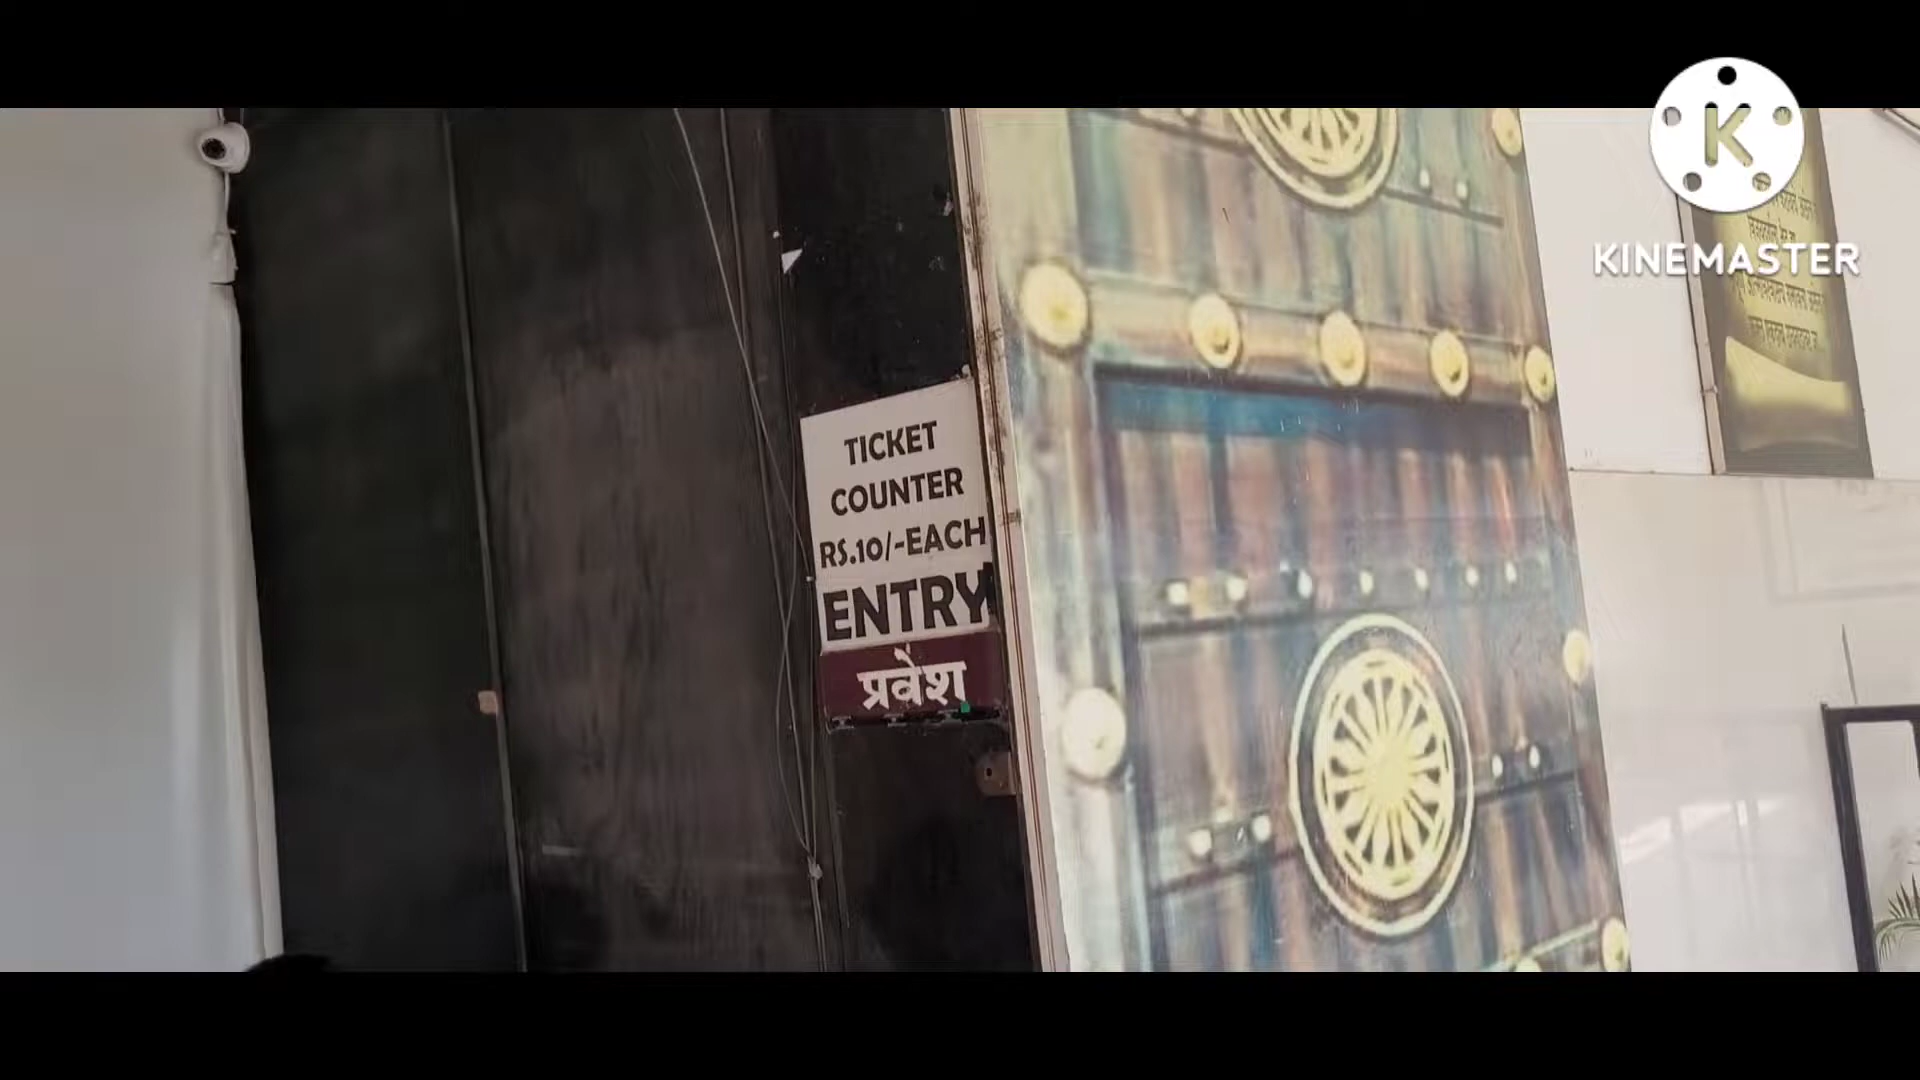 TICKET
COUNTER
RS.10/-EACH
ENTRY
प्रवेश
K
KINEMASTER